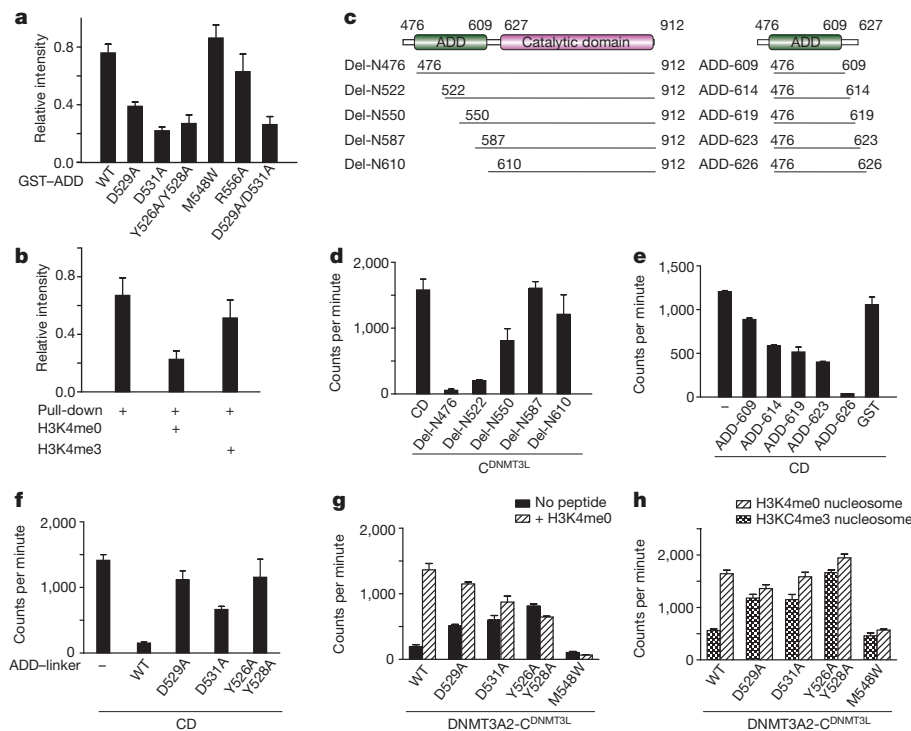 a
Relative intensity
0.8
0.4
0.0
GST–ADD
WT
D529A
D531A
Y526A/Y528A
M548W
R556A
D529A/D531A
b
Relative intensity
0.8
0.4
0.0
Pull-down + + +
H3K4me0 +
H3K4me3 +
c
476 609 627 912
ADD Catalytic domain
Del-N476 476 912
Del-N522 522 912
Del-N550 550 912
Del-N587 587 912
Del-N610 610 912
476 609 627
ADD
ADD-609 476 609
ADD-614 476 614
ADD-619 476 619
ADD-623 476 623
ADD-626 476 626
d
Counts per minute
2,000
1,000
0
CD
Del-N476
Del-N522
Del-N550
Del-N587
Del-N610
CDNMT3L
e
Counts per minute
1,500
1,000
500
0
–
ADD-609
ADD-614
ADD-619
ADD-623
ADD-626
GST
CD
f
Counts per minute
2,000
1,000
0
ADD–linker
–
WT
D529A
D531A
Y526A
Y528A
CD
g
No peptide
+ H3K4me0
Counts per minute
2,000
1,000
0
WT
D529A
D531A
Y526A
Y528A
M548W
DNMT3A2-CDNMT3L
h
H3K4me0 nucleosome
H3KC4me3 nucleosome
Counts per minute
2,000
1,000
0
WT
D529A
D531A
Y526A
Y528A
M548W
DNMT3A2-CDNMT3L